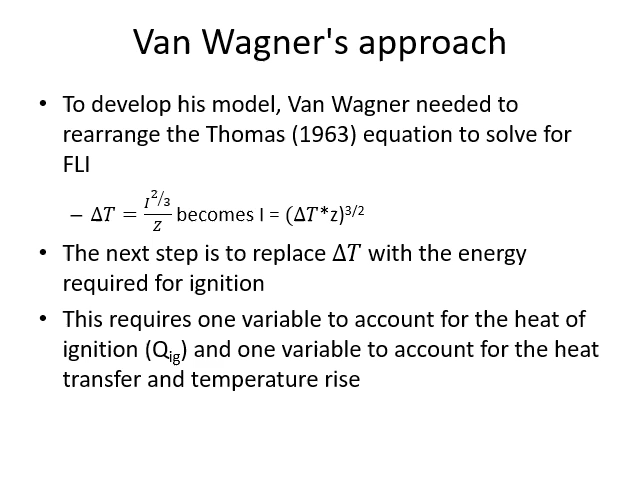 Van Wagner's approach
• To develop his model, Van Wagner needed to
rearrange the Thomas (1963) equation to solve for
FLI
– ΔT = I^2/3 / Z becomes I = (ΔT*z)^3/2
• The next step is to replace ΔT with the energy
required for ignition
• This requires one variable to account for the heat of
ignition (Q_ig) and one variable to account for the heat
transfer and temperature rise